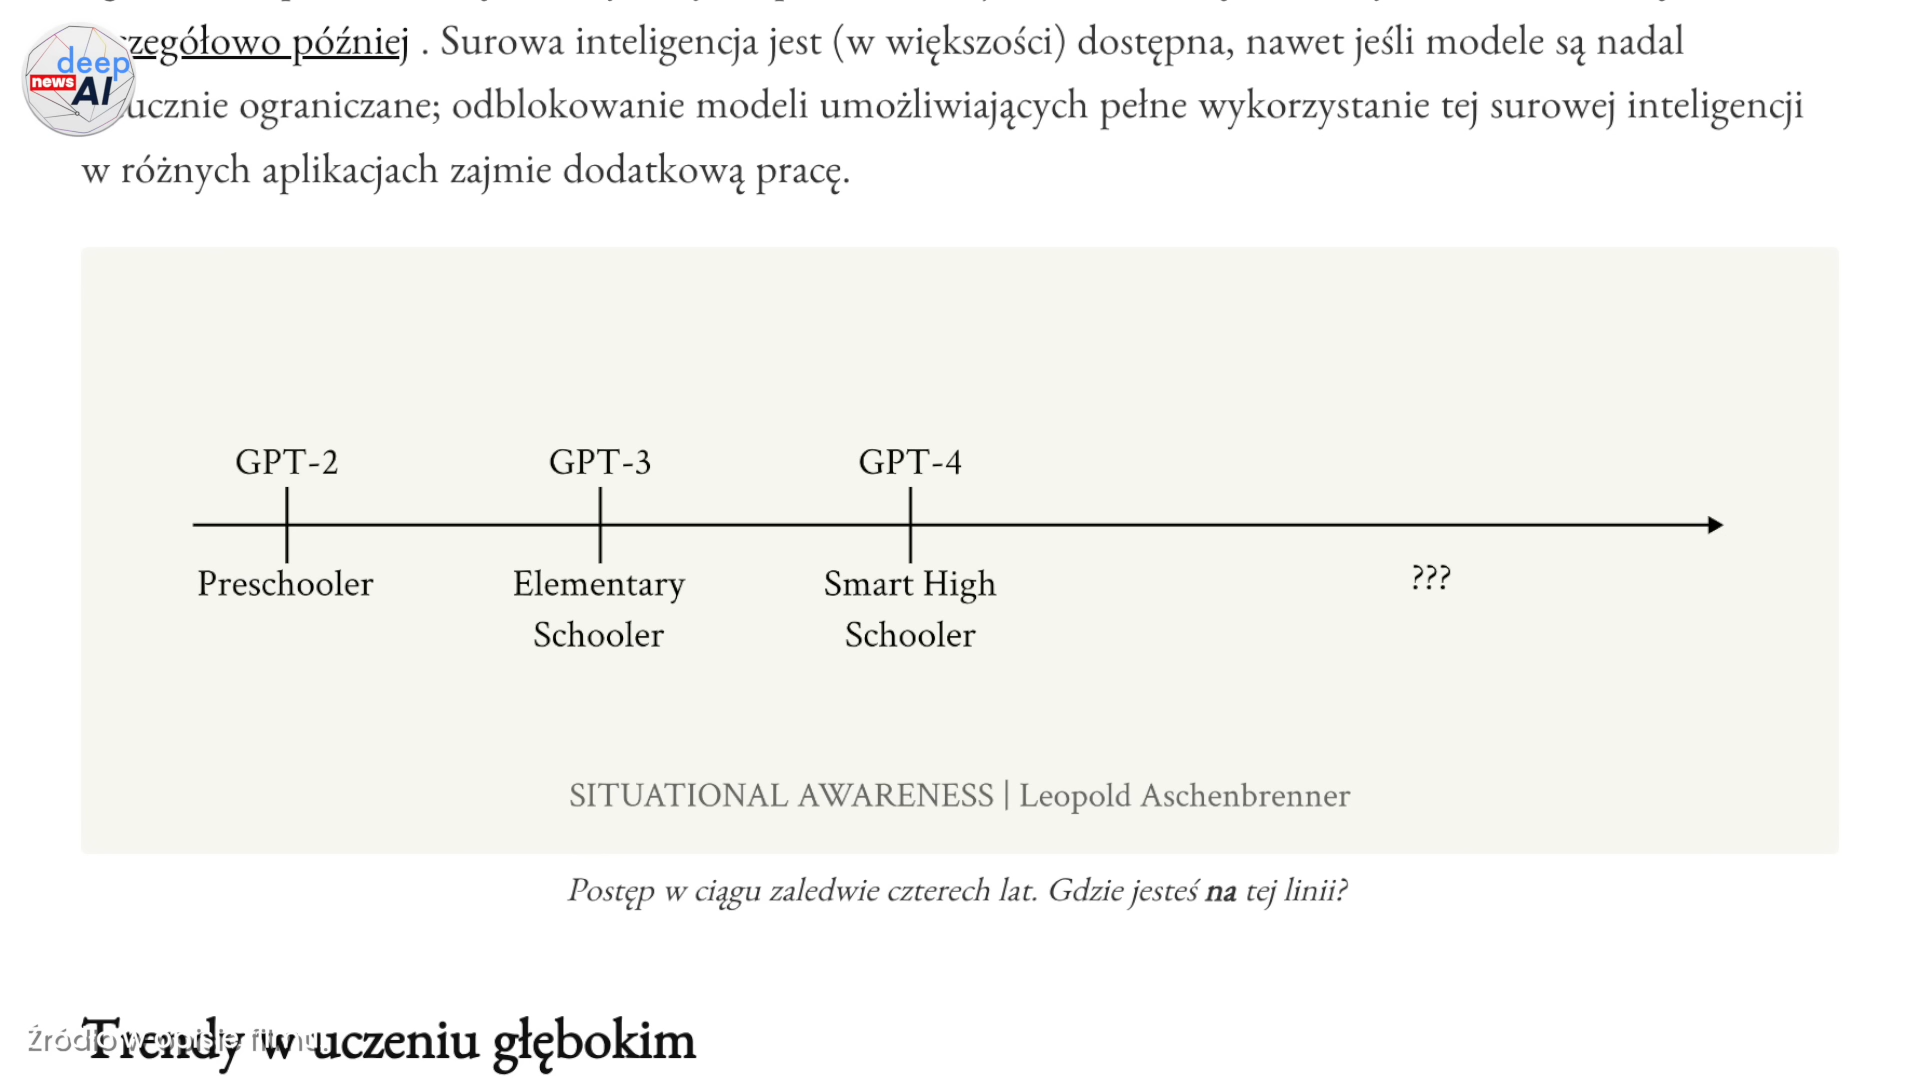 zegółowo później . Surowa inteligencja jest (w większości) dostępna, nawet jeśli modele są nadal
ucznie ograniczane; odblokowanie modeli umożliwiających pełne wykorzystanie tej surowej inteligencji
w różnych aplikacjach zajmie dodatkową pracę.
deep
news
AI
GPT-2
GPT-3
GPT-4
Preschooler
Elementary
Schooler
Smart High
Schooler
???
SITUATIONAL AWARENESS | Leopold Aschenbrenner
Postęp w ciągu zaledwie czterech lat. Gdzie jesteś na tej linii?
Trendy w uczeniu głębokim
Źródło w opisie filmu.